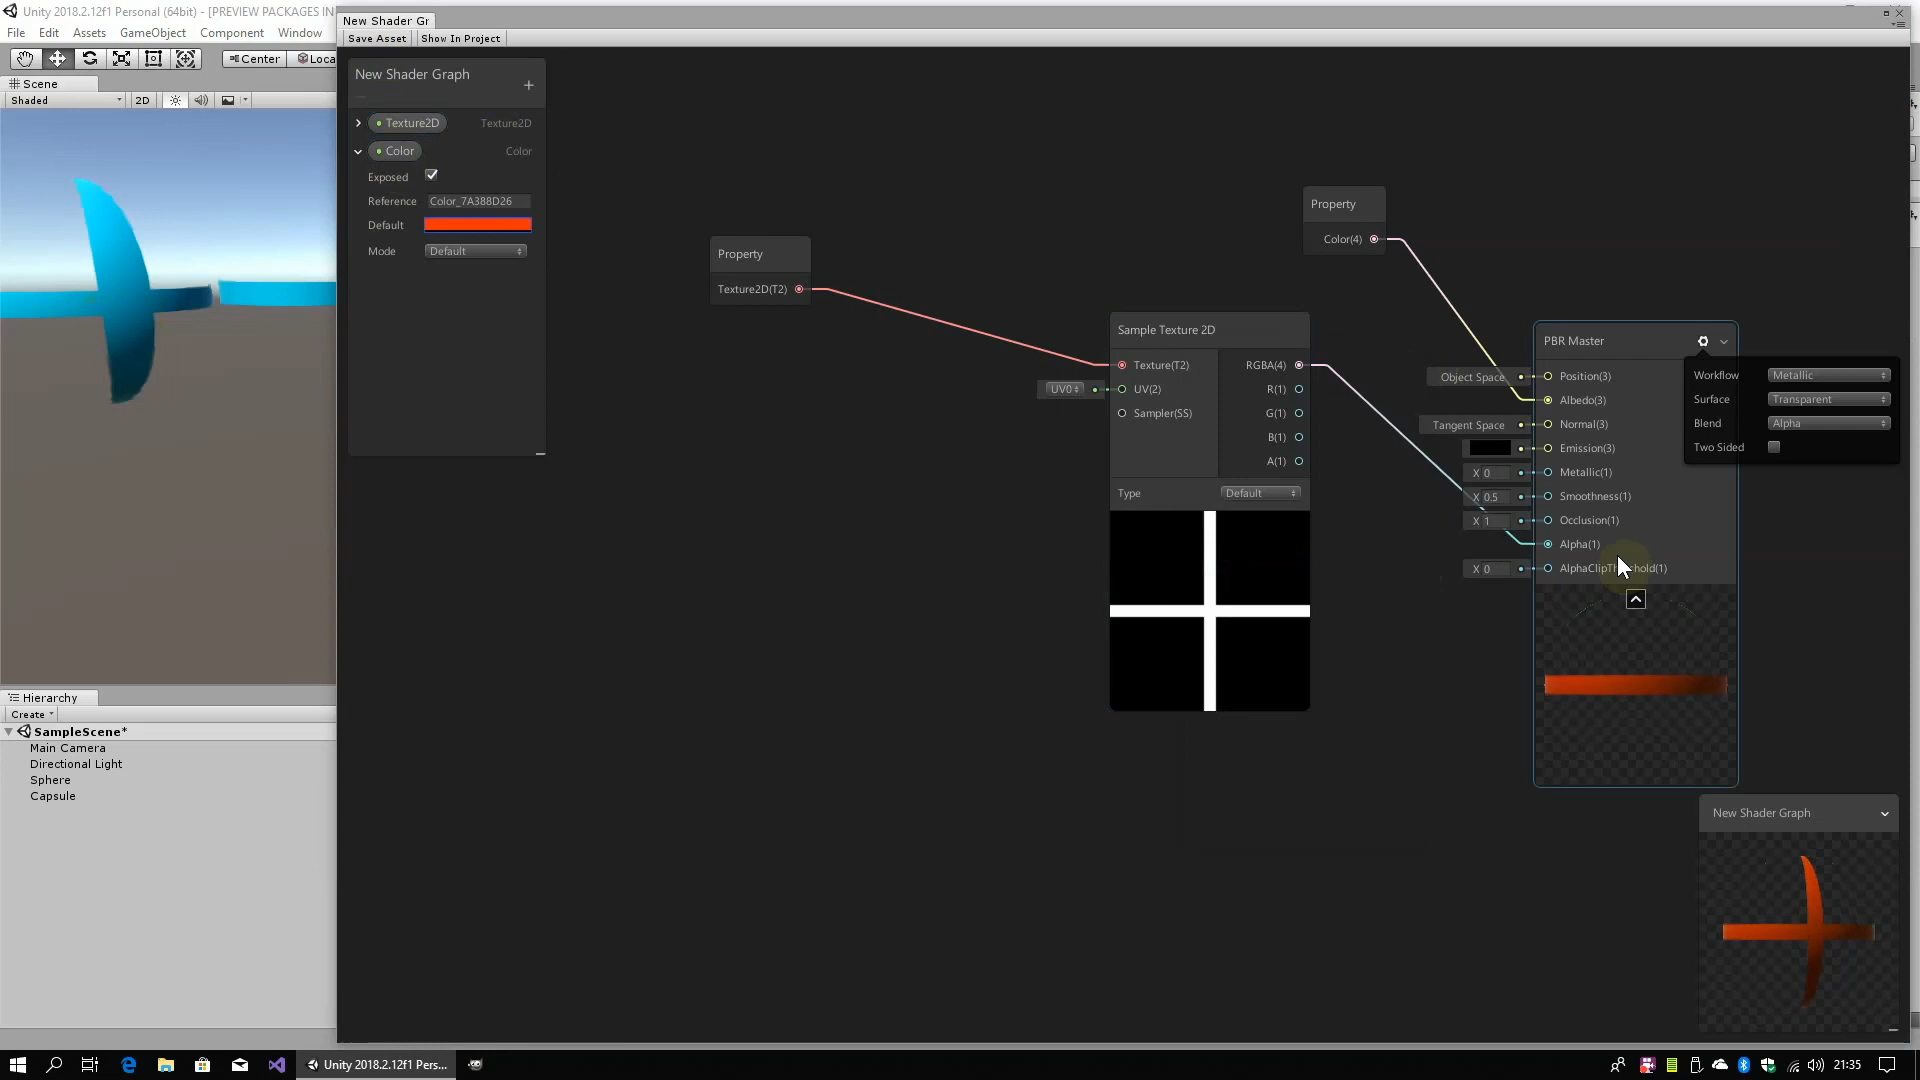 Unity 2018.2.12f1 Personal (64bit) - [PREVIEW PACKAGES IN
File Edit Assets GameObject Component Window
Center Loca
Scene
Shaded 2D
New Shader Gr
Save Asset Show In Project
New Shader Graph
Texture2D Texture2D
Color Color
Exposed
Reference Color_7A388D26
Default
Mode Default
Property
Texture2D(T2)
Property
Color(4)
Sample Texture 2D
Texture(T2) RGBA(4)
UV0 UV(2) R(1)
Sampler(SS) G(1)
B(1)
A(1)
Type Default
PBR Master
Object Space Position(3)
Albedo(3)
Tangent Space Normal(3)
Emission(3)
X 0 Metallic(1)
X 0.5 Smoothness(1)
X 1 Occlusion(1)
Alpha(1)
X 0
Workflow Metallic
Surface Transparent
Blend Alpha
Two Sided
New Shader Graph
Hierarchy
Create
SampleScene*
Main Camera
Directional Light
Sphere
Capsule
Unity 2018.2.12f1 Pers...
21:35